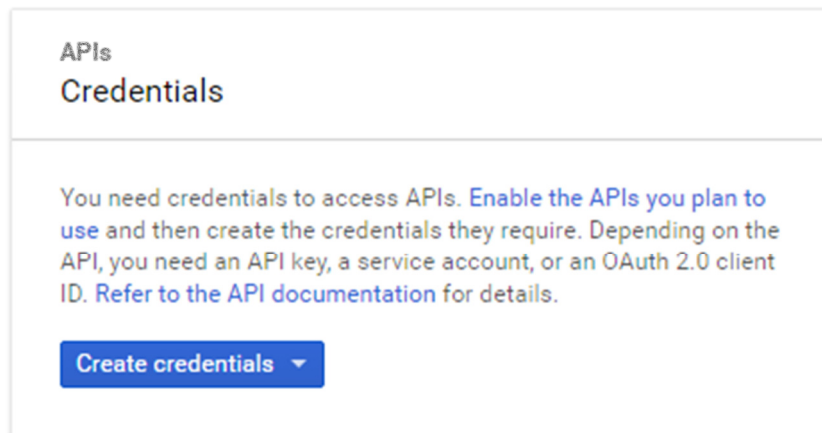 APIs
Credentials
You need credentials to access APIs. Enable the APIs you plan to
use and then create the credentials they require. Depending on the
API, you need an API key, a service account, or an OAuth 2.0 client
ID. Refer to the API documentation for details.
Create credentials